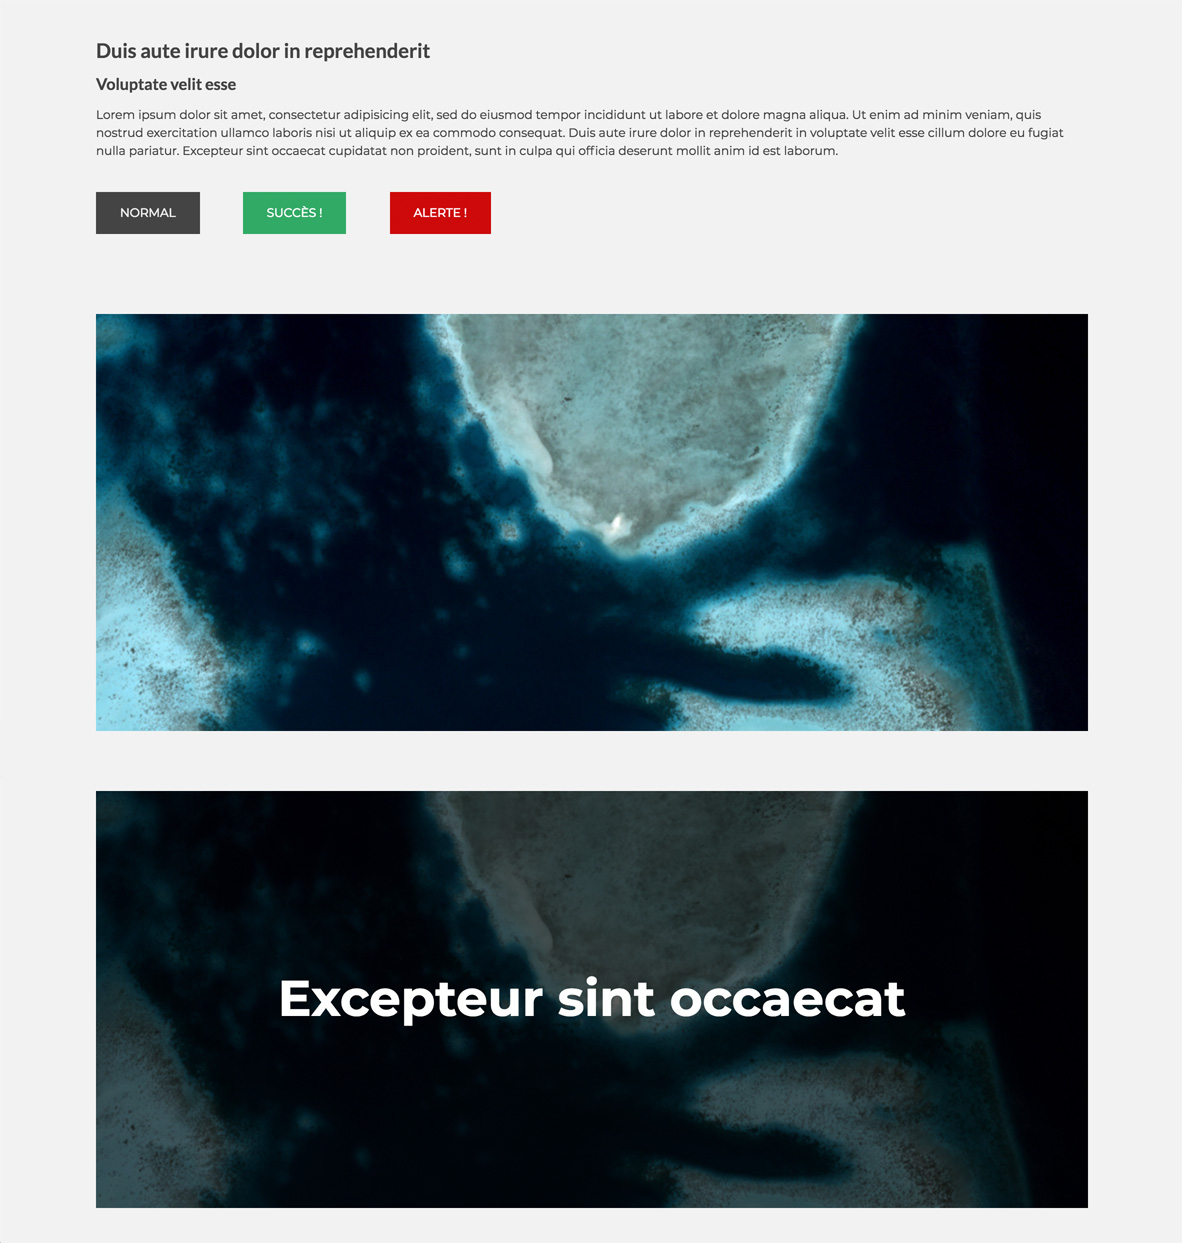 Duis aute irure dolor in reprehenderit
Voluptate velit esse
Lorem ipsum dolor sit amet, consectetur adipisicing elit, sed do eiusmod tempor incididunt ut labore et dolore magna aliqua. Ut enim ad minim veniam, quis
nostrud exercitation ullamco laboris nisi ut aliquip ex ea commodo consequat. Duis aute irure dolor in reprehenderit in voluptate velit esse cillum dolore eu fugiat
nulla pariatur. Excepteur sint occaecat cupidatat non proident, sunt in culpa qui officia deserunt mollit anim id est laborum.
NORMAL SUCCÈS ! ALERTE !
Excepteur sint occaecat